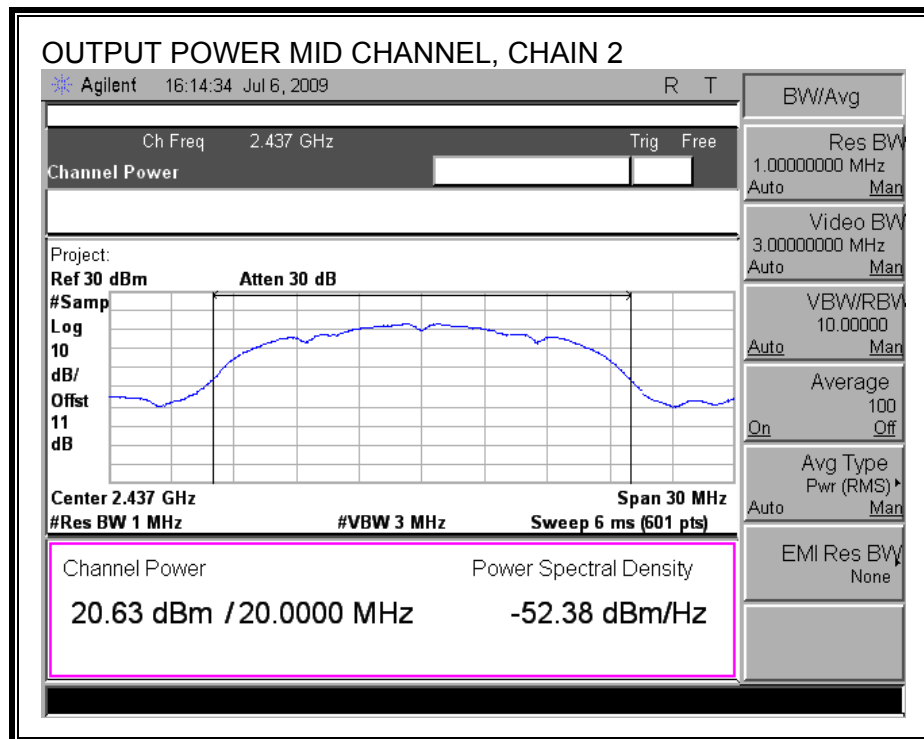 OUTPUT POWER MID CHANNEL, CHAIN 2
Agilent 16:14:34 Jul 6, 2009 R T
Ch Freq 2.437 GHz Trig Free
Channel Power
Project:
Ref 30 dBm Atten 30 dB
#Samp
Log
10
dB/
Offst
11
dB
Center 2.437 GHz Span 30 MHz
#Res BW 1 MHz #VBW 3 MHz Sweep 6 ms (601 pts)
Channel Power Power Spectral Density
20.63 dBm / 20.0000 MHz -52.38 dBm/Hz
BW/Avg
Res BW
1.00000000 MHz
Auto Man
Video BW
3.00000000 MHz
Auto Man
VBW/RBW
10.00000
Auto Man
Average
100
On Off
Avg Type
Pwr (RMS)
Auto Man
EMI Res BW
None